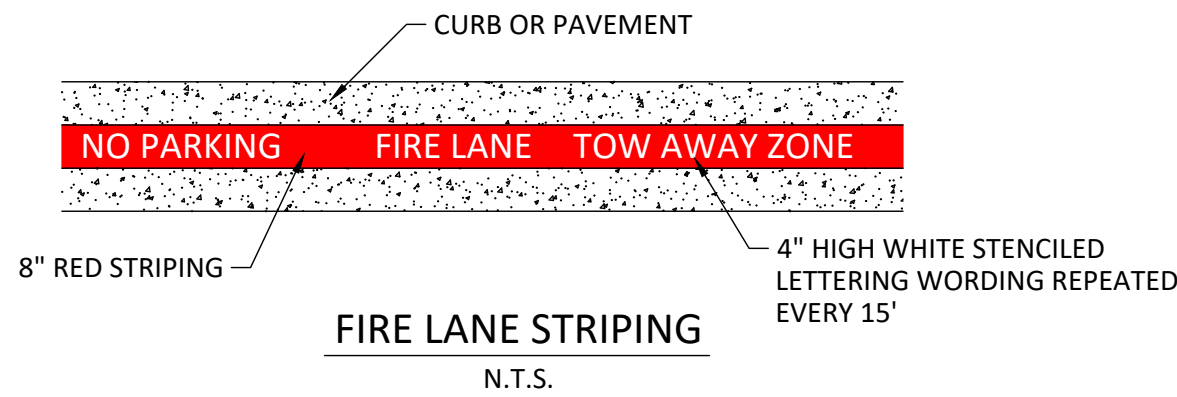 CURB OR PAVEMENT
NO PARKING FIRE LANE TOW AWAY ZONE
8" RED STRIPING
4" HIGH WHITE STENCILED
LETTERING WORDING REPEATED
EVERY 15'
FIRE LANE STRIPING
N.T.S.